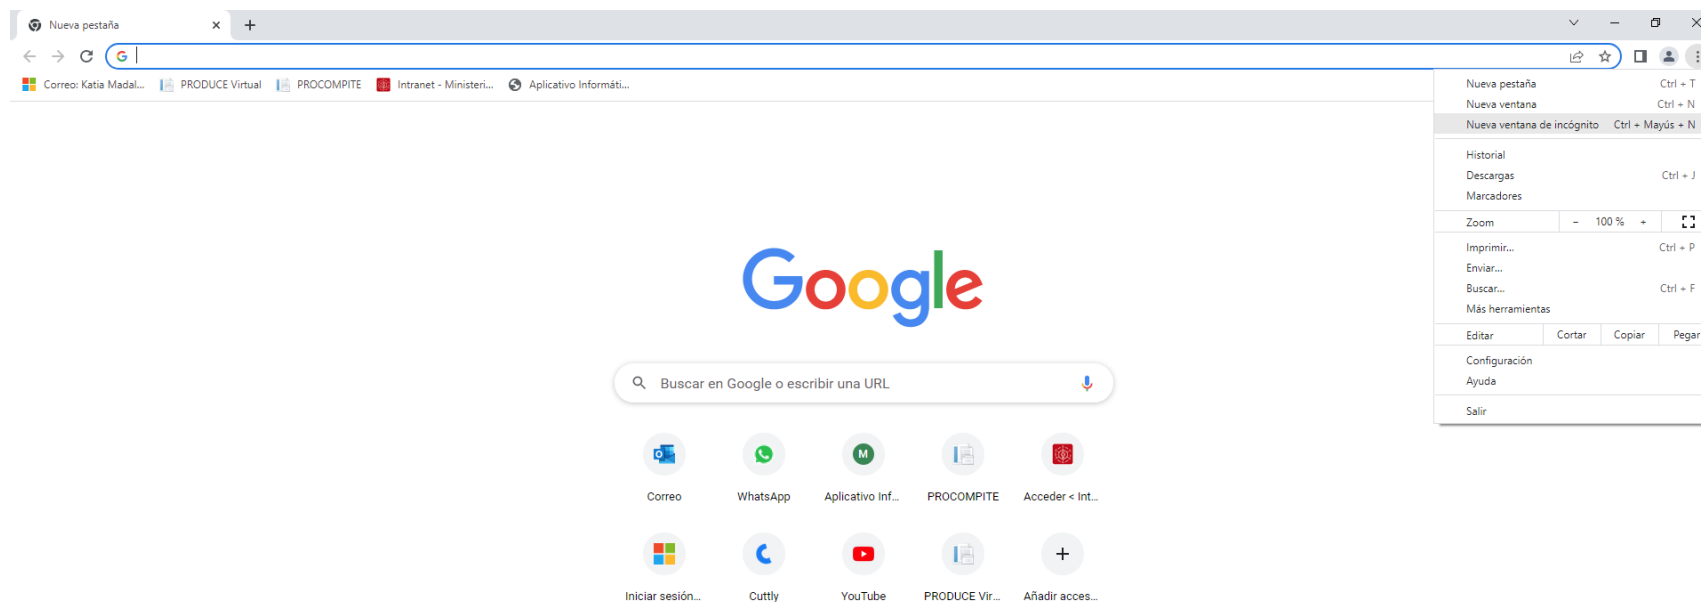 Nueva pestaña
Correo: Katia Madal... PRODUCE Virtual PROCOMPITE Intranet - Ministeri... Aplicativo Informáti...
Nueva pestaña Ctrl + T
Nueva ventana Ctrl + N
Nueva ventana de incógnito Ctrl + Mayús + N
Historial
Descargas Ctrl + J
Marcadores
Zoom - 100 % +
Imprimir... Ctrl + P
Enviar...
Buscar... Ctrl + F
Más herramientas
Editar Cortar Copiar Pegar
Configuración
Ayuda
Salir
Google
Buscar en Google o escribir una URL
M
Correo WhatsApp Aplicativo Inf... PROCOMPITE Acceder < Int...
Iniciar sesión... Cuttly YouTube PRODUCE Vir... Añadir acces...